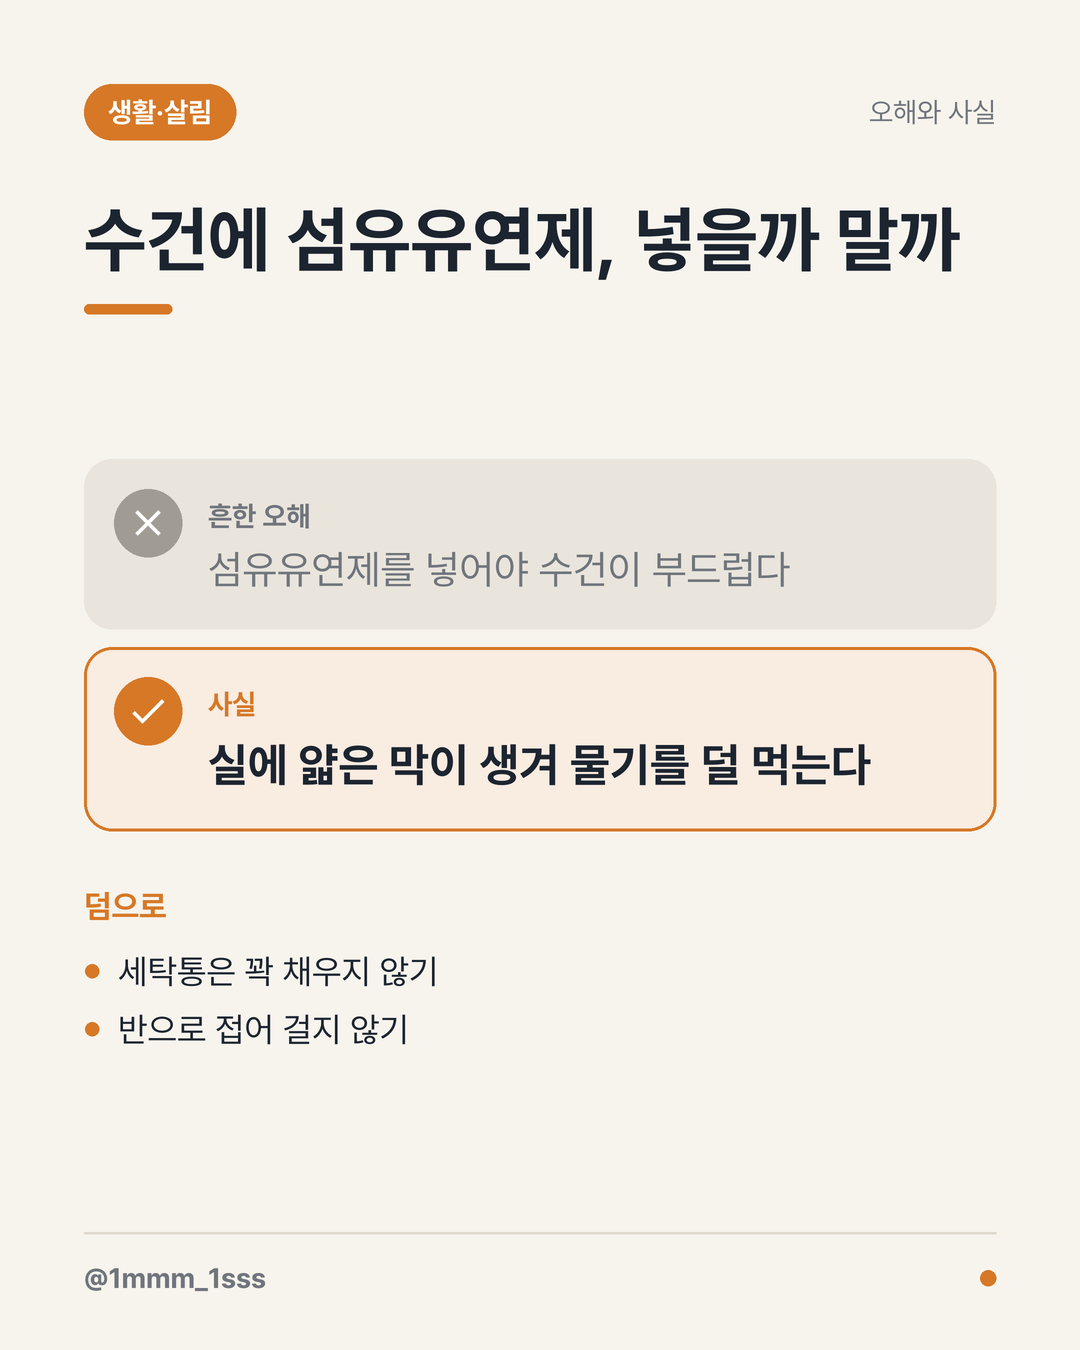 생활·살림
오해와 사실
수건에 섬유유연제, 넣을까 말까
흔한 오해
섬유유연제를 넣어야 수건이 부드럽다
사실
실에 얇은 막이 생겨 물기를 덜 먹는다
덤으로
세탁통은 꽉 채우지 않기
반으로 접어 걸지 않기
@1mmm_1sss